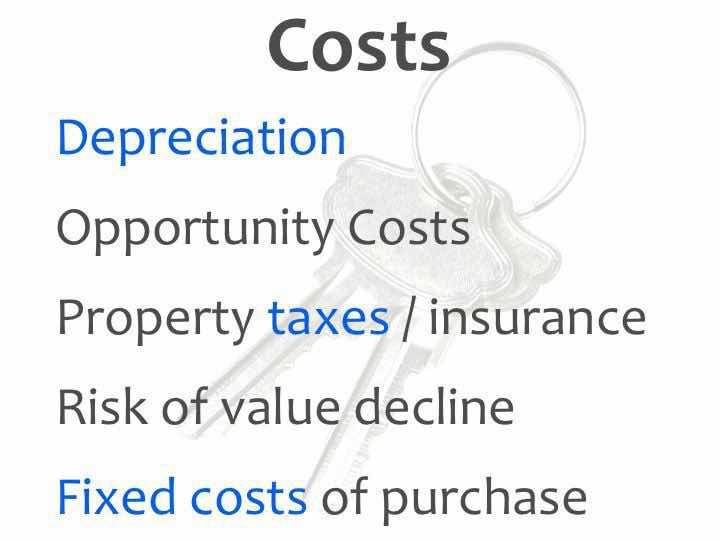 Costs
Depreciation
Opportunity Costs
Property taxes / insurance
Risk of value decline
Fixed costs of purchase